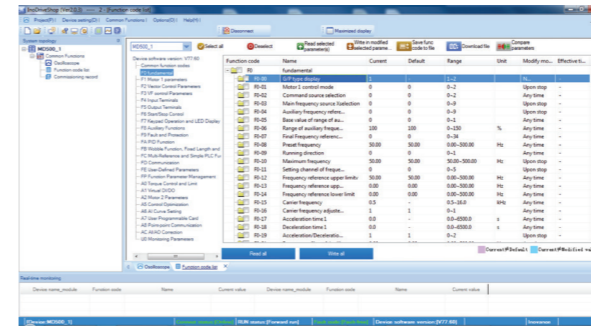 InoDriveShop
Project(P) Device setting(D) Common Functions Options(O) Help(H)
Disconnect Maximized display
System topology
MD500_1
Common Functions
Oscilloscope
Function code list
Commissioning record
MD500_1 Select all Deselect Read selected parameter(s) Write in modified selected parame... Save func code to file Download file Compare parameters
Device software version: V77.60
Common function codes
F0 fundamental
F1 Motor 1 parameters
F2 Vector Control Parameters
F3 V/F control Parameters
F4 Input Terminals
F5 Output Terminals
F6 Start/Stop Control
F7 Keypad Operation and LED Display
F8 Auxiliary Functions
F9 Fault and Protection
FA PID Function
FB Wobble Function, Fixed Length and
FC Multi-Reference and Simple PLC Fun
FD Communication
FE User-Defined Parameters
FP Function Parameter Management
A0 Torque Control and Limit
A1 Virtual DI/DO
A2 Motor 2 Parameters
A5 Control Optimization
A6 AI Curve Setting
A7 User Programmable Card
A8 Point-point Communication
AC AI/AO Correction
U0 Monitoring Parameters
Function code Name Current Default Range Unit Modify mo... Effective ti...
F0 fundamental
F0-00 G/P type display 1 - 1~2 - N... -
F0-01 Motor 1 control mode 0 0 0~2 Upon stop -
F0-02 Command source selection 0 0 0~2 Any time -
F0-03 Main frequency source Xselection 0 0 0~9 Upon stop -
F0-04 Auxiliary frequency refere... 0 0 0~9 Upon stop -
F0-05 Base value of range of au... 0 0 0~1 Any time -
F0-06 Range of auxiliary freque... 100 100 0~150 % Any time -
F0-07 Final Frequency referenc... 0 0 0~34 Any time -
F0-08 Preset frequency 50.00 50.00 0.00~500.00 Hz Any time -
F0-09 Running direction 0 0 0~1 Any time -
F0-10 Maximum frequency 50.00 50.00 50.00~500.00 Hz Upon stop -
F0-11 Setting channel of freque... 0 0 0~5 Upon stop -
F0-12 Frequency reference upper limit 50.00 50.00 0.00~500.00 Hz Any time -
F0-13 Frequency reference upp... 0.00 0.00 0.00~500.00 Hz Any time -
F0-14 Frequency reference lower limit 0.00 0.00 0.00~500.00 Hz Any time -
F0-15 Carrier frequency 0.5 - 0.5~16.0 kHz Any time -
F0-16 Carrier frequency adjuste... 1 1 0~1 Any time -
F0-17 Acceleration time 1 0.0 - 0.0~6500.0 s Any time -
F0-18 Deceleration time 1 0.0 - 0.0~6500.0 s Any time -
F0-19 Acceleration/Deceleratio... 1 1 0~2 Upon stop -
Read all Write all
Current≠Default
Oscilloscope Function code list
Real-time monitoring
Device name_module Function code Name Current value Device name_module Function code Name Current value
[Device: MD500_1] RUN status [Forward run] [Device software version [V77.60]